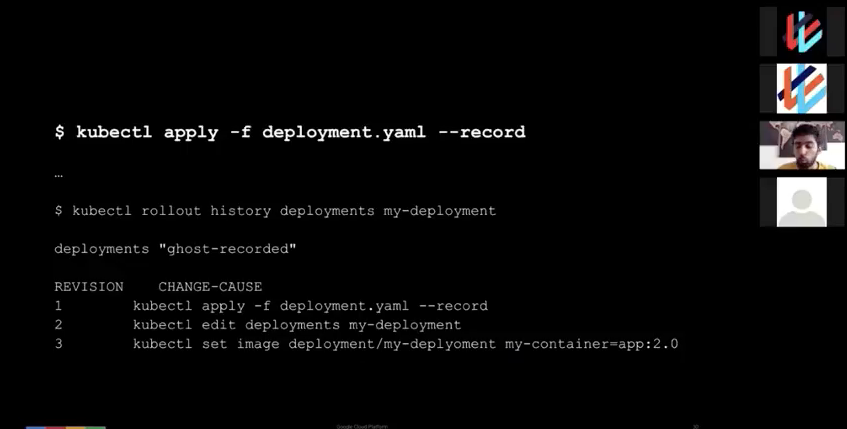 $ kubectl apply -f deployment.yaml --record
…
$ kubectl rollout history deployments my-deployment
deployments "ghost-recorded"
REVISION CHANGE-CAUSE
1 kubectl apply -f deployment.yaml --record
2 kubectl edit deployments my-deployment
3 kubectl set image deployment/my-deplyoment my-container=app:2.0
Google Cloud Platform